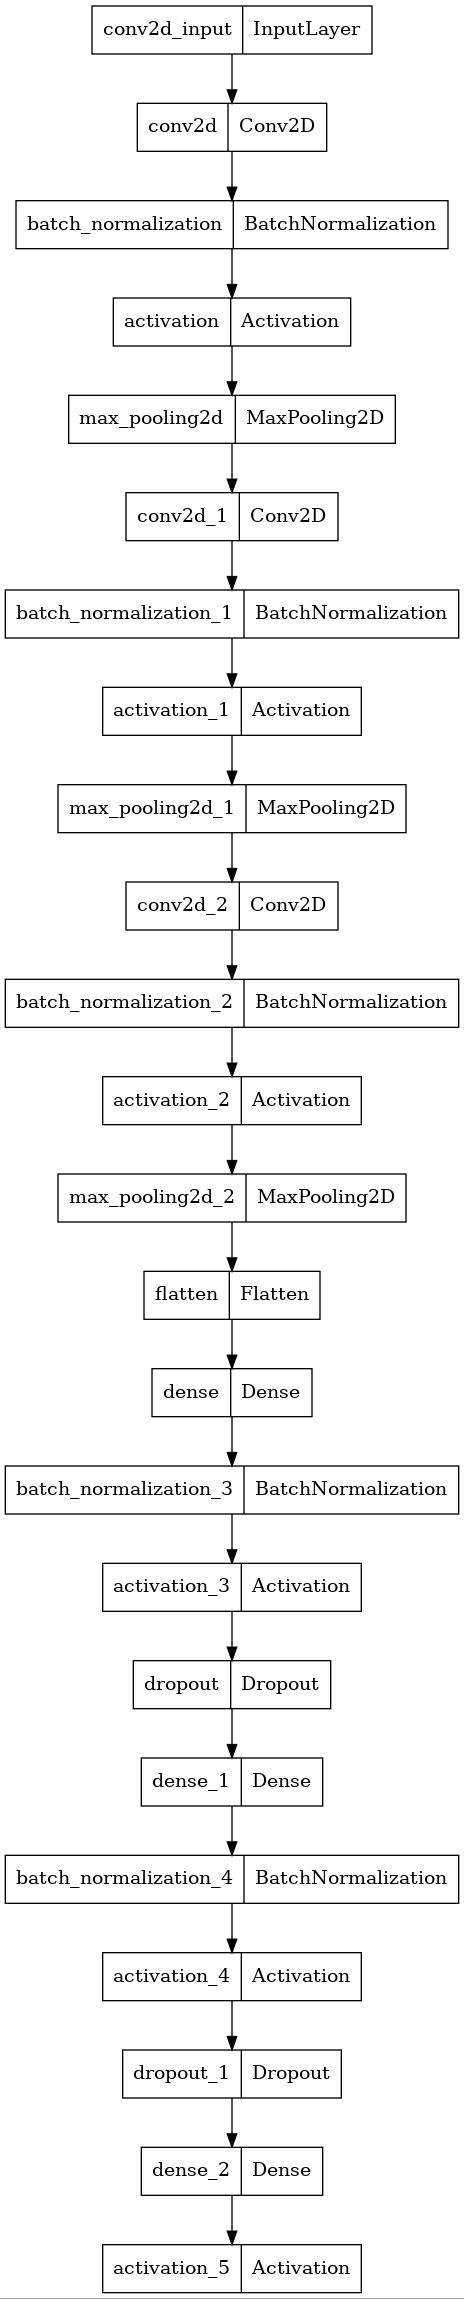 conv2d_input InputLayer
conv2d Conv2D
batch_normalization BatchNormalization
activation Activation
max_pooling2d MaxPooling2D
conv2d_1 Conv2D
batch_normalization_1 BatchNormalization
activation_1 Activation
max_pooling2d_1 MaxPooling2D
conv2d_2 Conv2D
batch_normalization_2 BatchNormalization
activation_2 Activation
max_pooling2d_2 MaxPooling2D
flatten Flatten
dense Dense
batch_normalization_3 BatchNormalization
activation_3 Activation
dropout Dropout
dense_1 Dense
batch_normalization_4 BatchNormalization
activation_4 Activation
dropout_1 Dropout
dense_2 Dense
activation_5 Activation